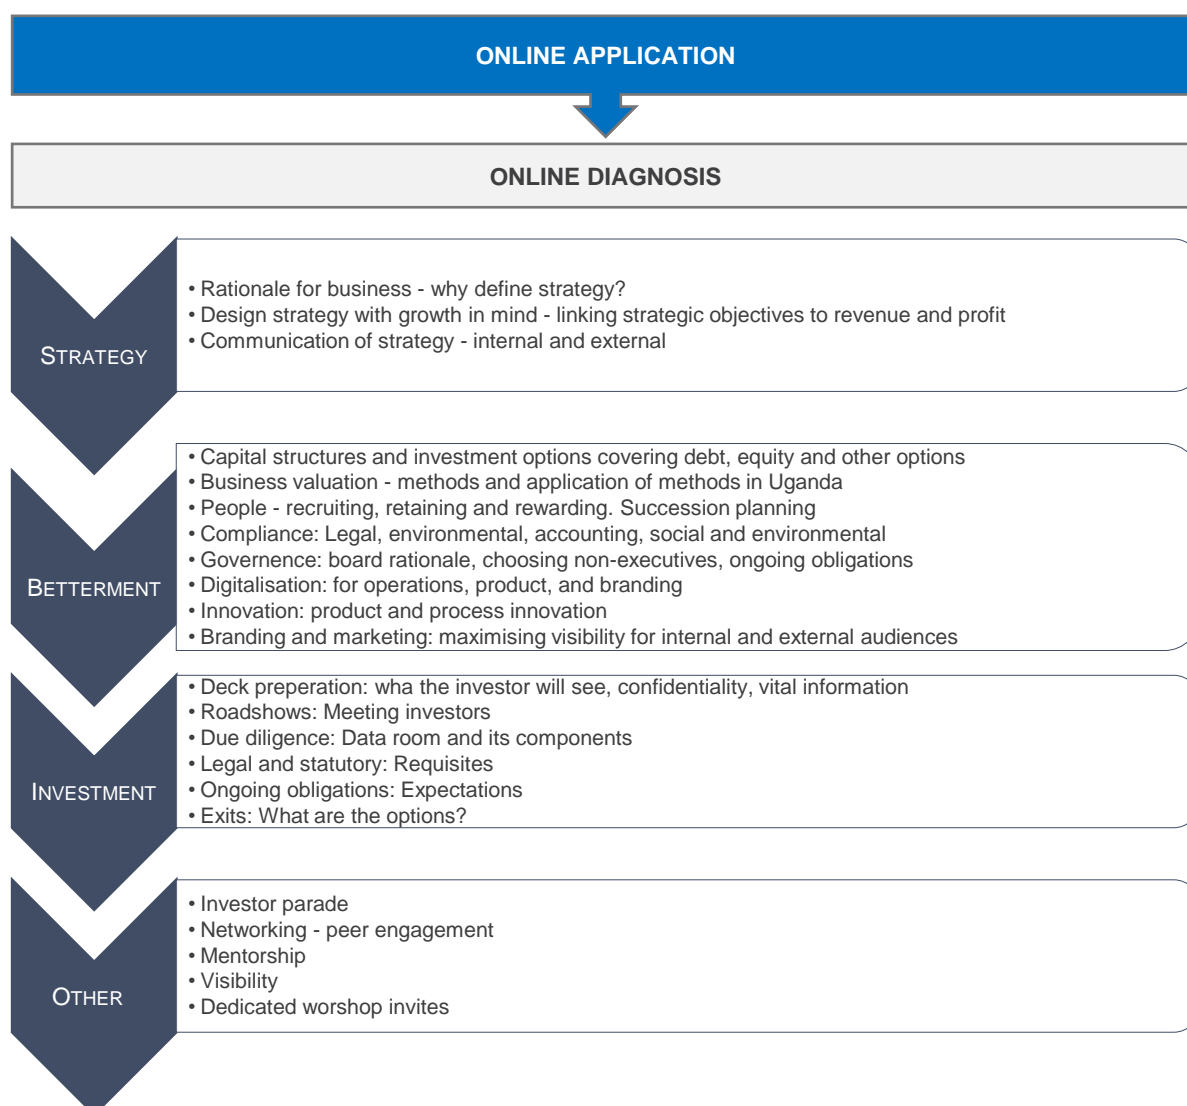 ONLINE APPLICATION
ONLINE DIAGNOSIS
STRATEGY
• Rationale for business - why define strategy?
• Design strategy with growth in mind - linking strategic objectives to revenue and profit
• Communication of strategy - internal and external
BETTERMENT
• Capital structures and investment options covering debt, equity and other options
• Business valuation - methods and application of methods in Uganda
• People - recruiting, retaining and rewarding. Succession planning
• Compliance: Legal, environmental, accounting, social and environmental
• Governence: board rationale, choosing non-executives, ongoing obligations
• Digitalisation: for operations, product, and branding
• Innovation: product and process innovation
• Branding and marketing: maximising visibility for internal and external audiences
INVESTMENT
• Deck preperation: wha the investor will see, confidentiality, vital information
• Roadshows: Meeting investors
• Due diligence: Data room and its components
• Legal and statutory: Requisites
• Ongoing obligations: Expectations
• Exits: What are the options?
OTHER
• Investor parade
• Networking - peer engagement
• Mentorship
• Visibility
• Dedicated worshop invites